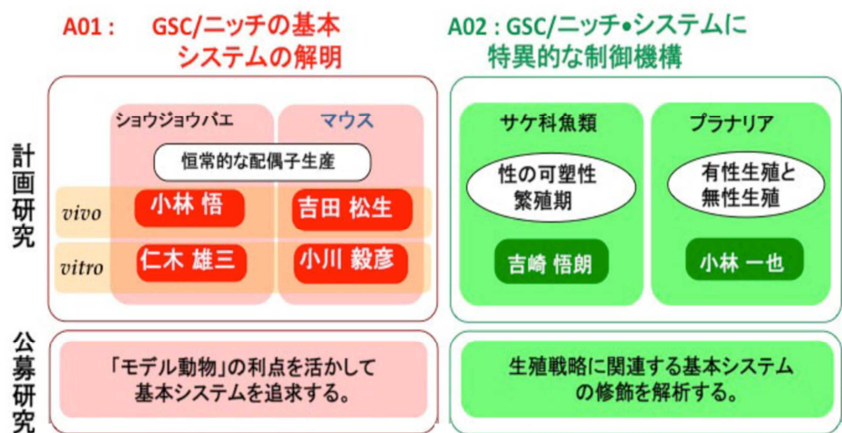 A01： GSC/ニッチの基本
システムの解明
A02：GSC/ニッチ•システムに
特異的な制御機構
計画研究
ショウジョウバエ
マウス
恒常的な配偶子生産
vivo
小林 悟
吉田 松生
vitro
仁木 雄三
小川 毅彦
サケ科魚類
プラナリア
性の可塑性
繁殖期
有性生殖と
無性生殖
吉崎 悟朗
小林 一也
公募研究
「モデル動物」の利点を活かして
基本システムを追求する。
生殖戦略に関連する基本システム
の修飾を解析する。